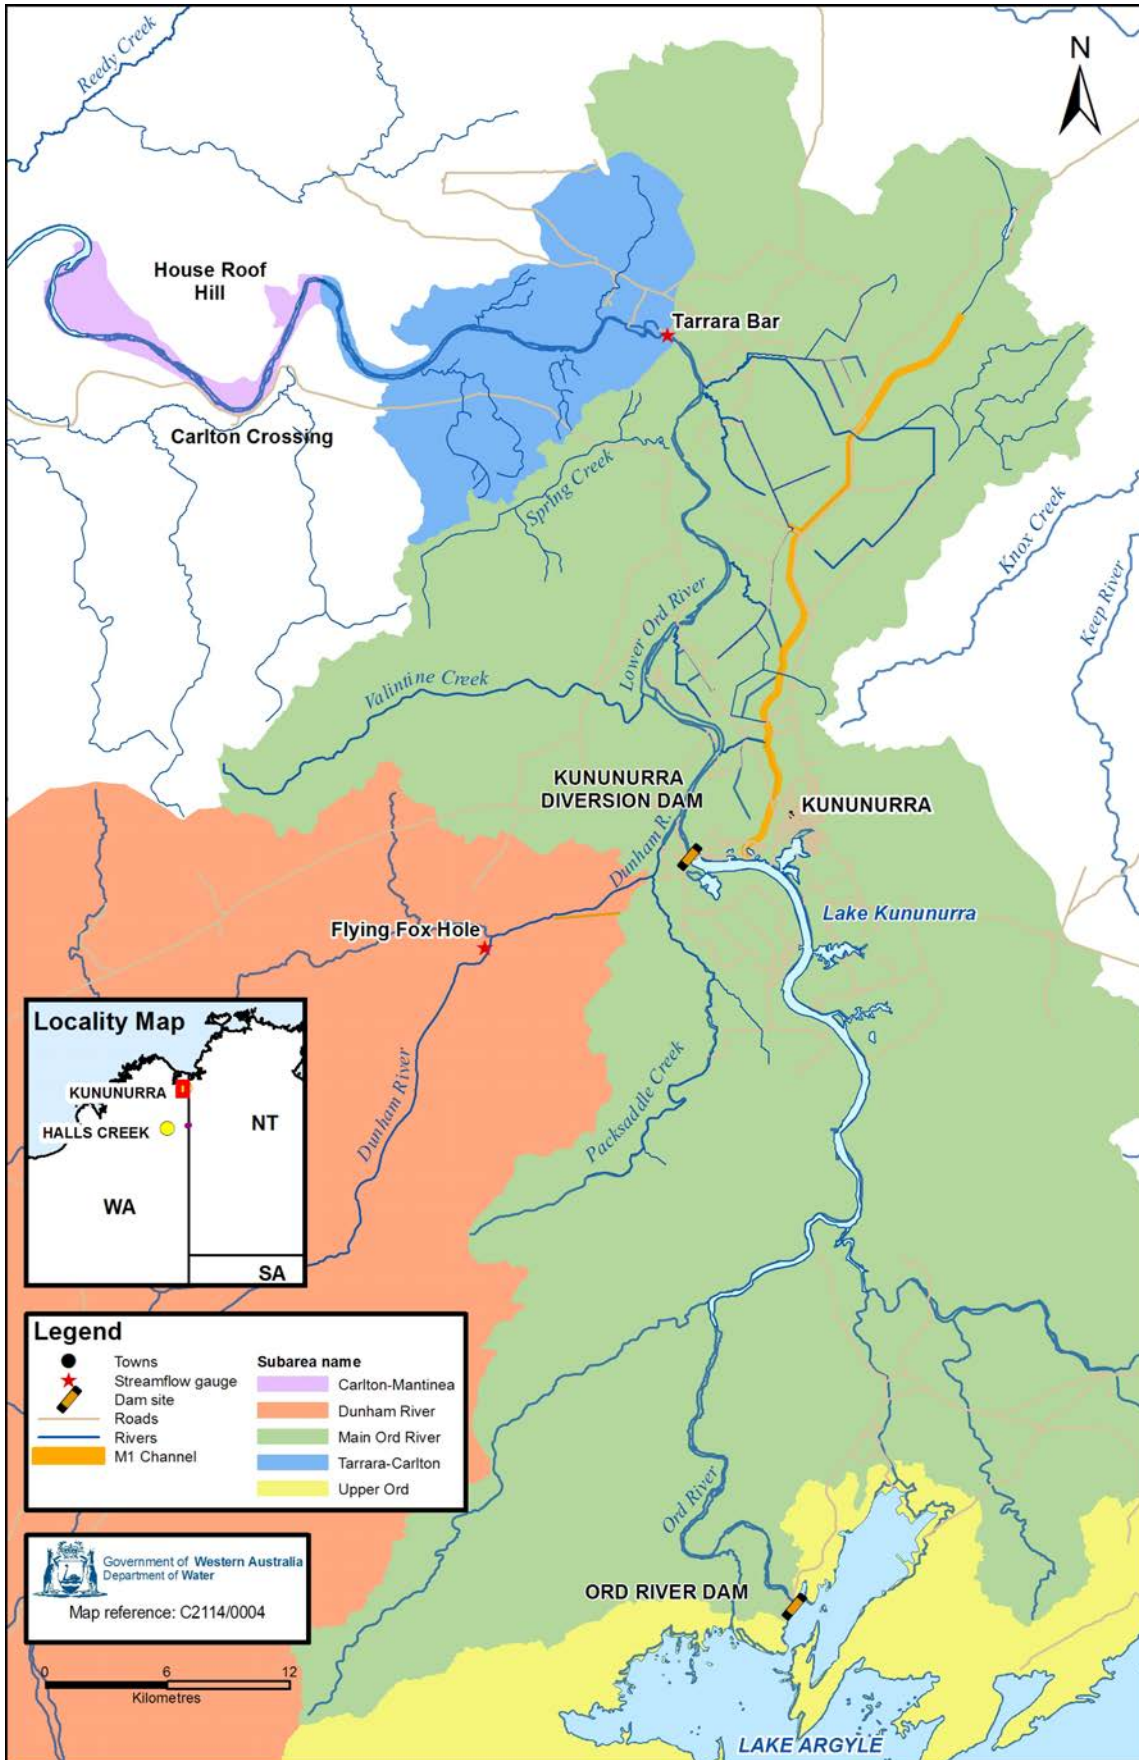 Reedy Creek
N
House Roof
Hill
Tarrara Bar
Carlton Crossing
Spring Creek
Knox Creek
Keep River
Lower Ord River
Valintine Creek
KUNUNURRA
DIVERSION DAM
KUNUNURRA
Dunham R.
Lake Kununurra
Flying Fox Hole
Locality Map
KUNUNURRA
HALLS CREEK
NT
WA
SA
Dunham River
Packsaddle Creek
Legend
Towns
Streamflow gauge
Dam site
Roads
Rivers
M1 Channel
Subarea name
Carlton-Mantinea
Dunham River
Main Ord River
Tarrara-Carlton
Upper Ord
Ord River
Government of Western Australia
Department of Water
Map reference: C2114/0004
ORD RIVER DAM
0 6 12
Kilometres
LAKE ARGYLE